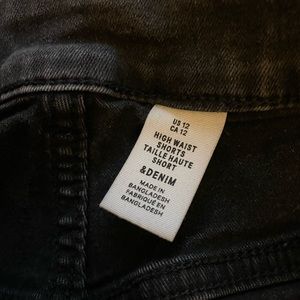 US 12
CA 12
HIGH WAIST
SHORTS
TAILLE HAUTE
SHORT
&DENIM
MADE IN
BANGLADESH
FABRIQUÉ EN
BANGLADESH